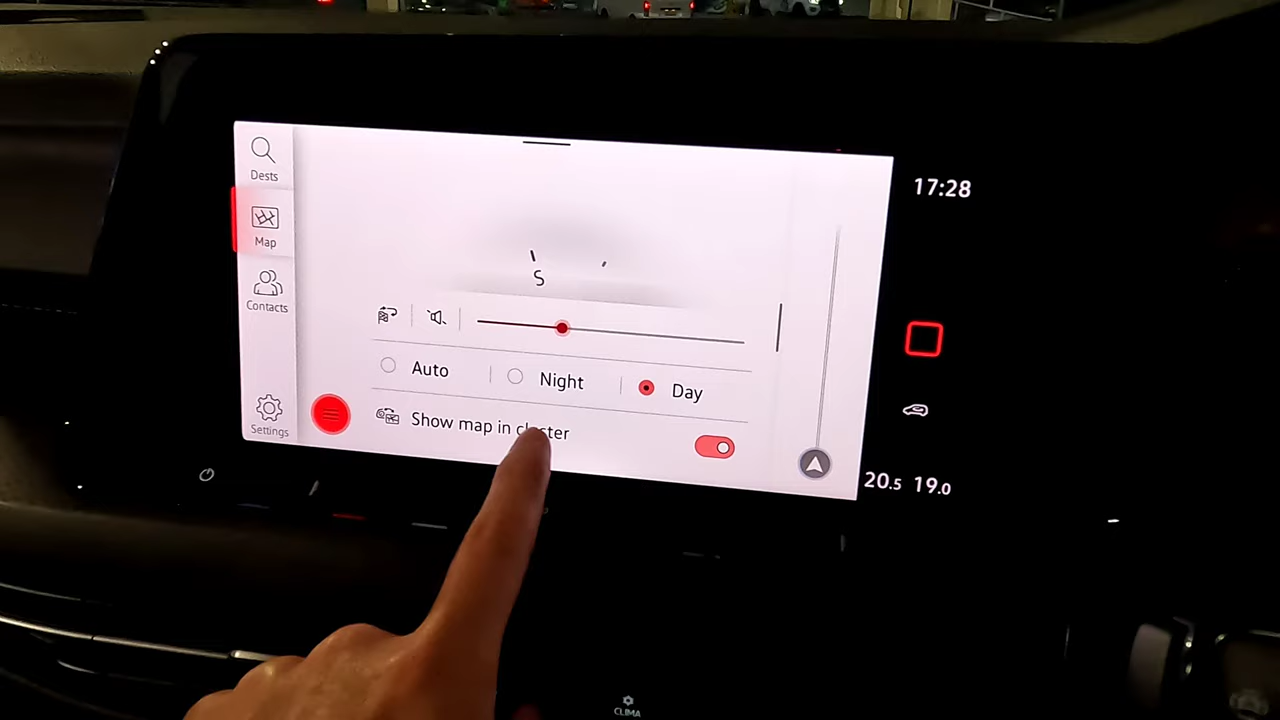 Dests
Map
Contacts
Settings
S
Auto
Night
Day
Show map in cluster
17:28
20.5 19.0
CLIMA